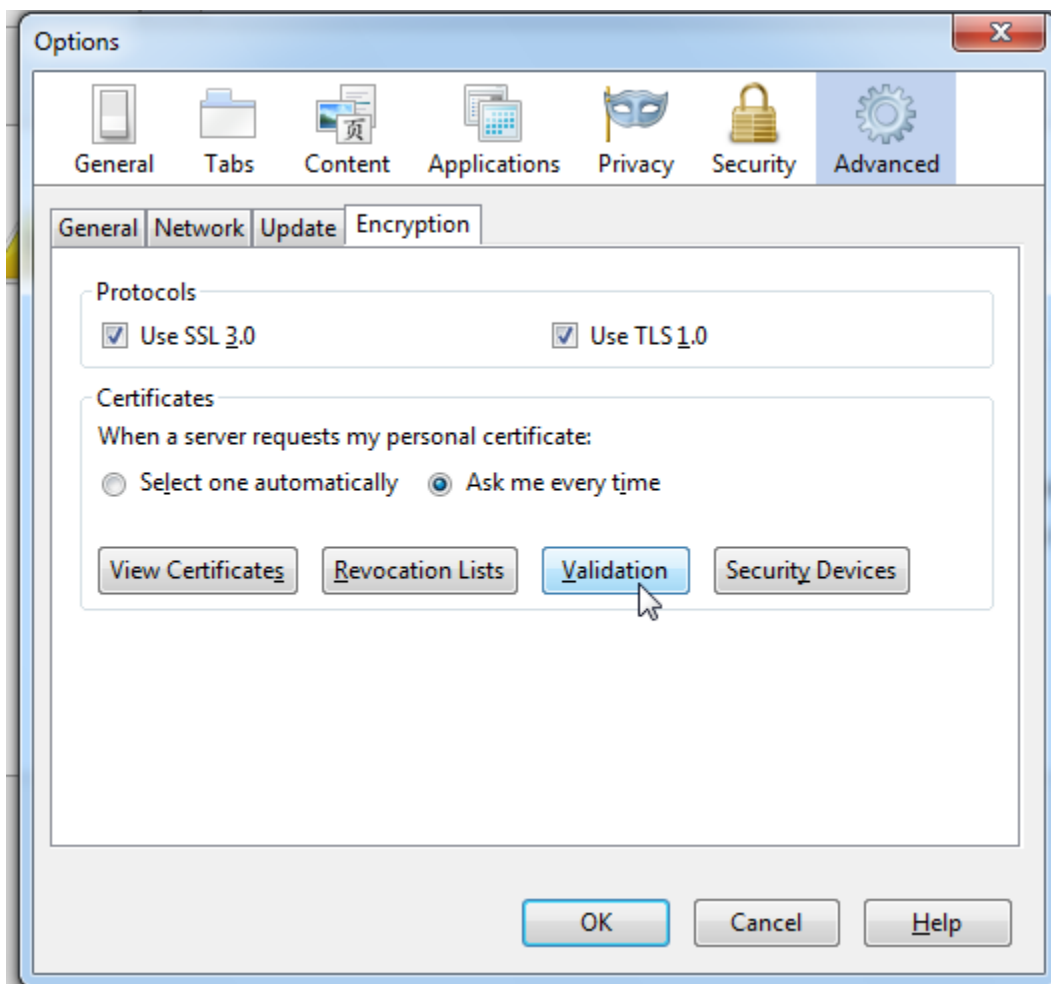 Options
x
页
General Tabs Content Applications Privacy Security Advanced
General Network Update Encryption
Protocols
Use SSL 3.0 Use TLS 1.0
Certificates
When a server requests my personal certificate:
Select one automatically Ask me every time
View Certificates Revocation Lists Validation Security Devices
OK Cancel Help